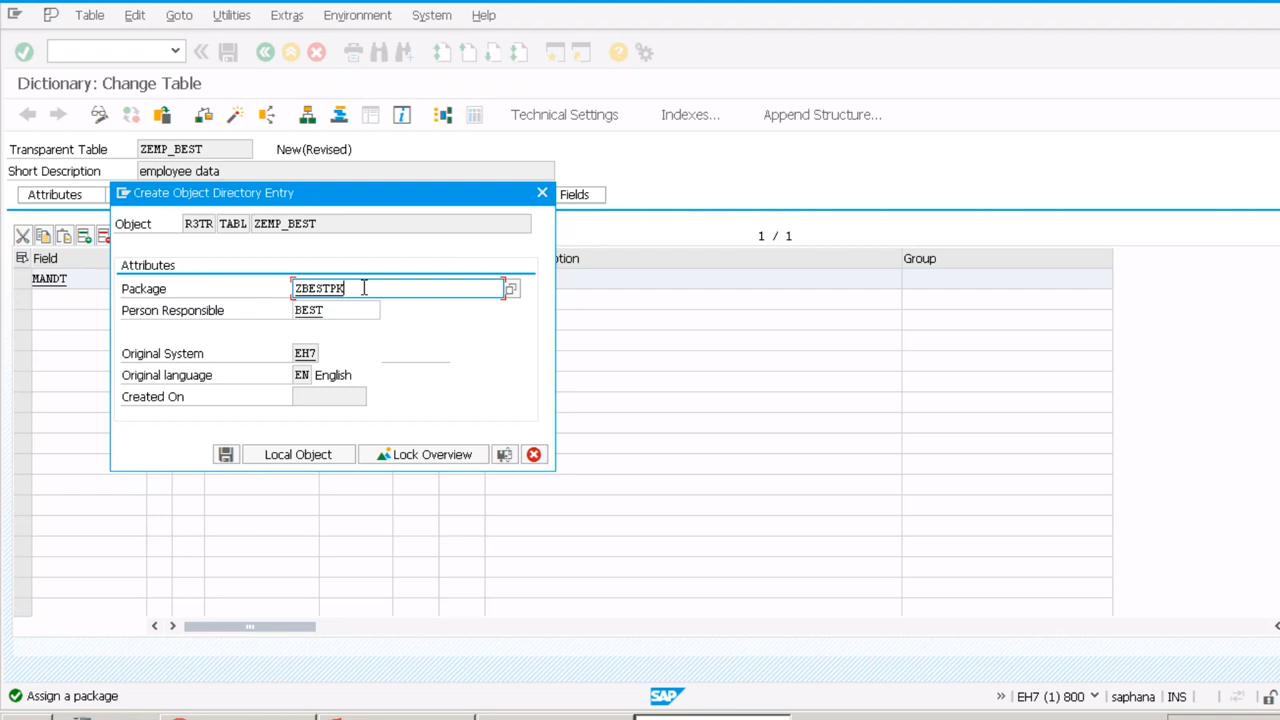 Table Edit Goto Utilities Extras Environment System Help
Dictionary: Change Table
Technical Settings Indexes... Append Structure...
Transparent Table ZEMP_BEST New(Revised)
Short Description employee data
Attributes Fields
Create Object Directory Entry
Object R3TR TABL ZEMP_BEST
1 / 1
Field ption Group
MANDT
Attributes
Package ZBESTPK
Person Responsible BEST
Original System EH7
Original language EN English
Created On
Local Object Lock Overview
Assign a package SAP EH7 (1) 800 saphana INS